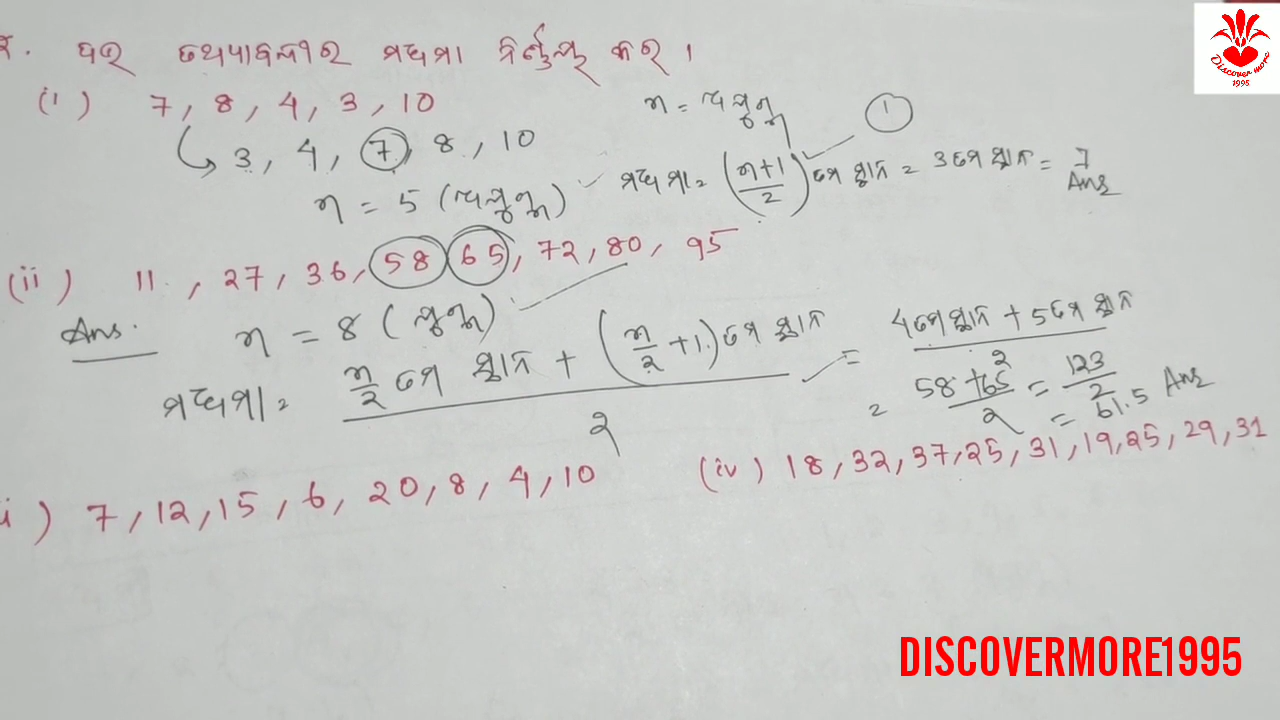 ୨. ଦତ୍ତ ତଥ୍ୟାବଳୀର ମଧ୍ୟମା ନିର୍ଣ୍ଣୟ କର ।
(i) 7, 8, 4, 3, 10
3, 4, 7, 8, 10
n = ଅଯୁଗ୍ମ
1
n = 5 (ଅଯୁଗ୍ମ)
ମଧ୍ୟମା = (n+1/2) ତମ ସ୍ଥାନ = 3ତମ ସ୍ଥାନ = 7 Ans
(ii) 11, 27, 36, 58 65, 72, 80, 95
Ans. n = 8 (ଯୁଗ୍ମ)
ମଧ୍ୟମା = n/2 ତମ ସ୍ଥାନ + (n/2 +1) ତମ ସ୍ଥାନ / 2 = 4ତମ ସ୍ଥାନ + 5ତମ ସ୍ଥାନ / 2
= 58+65/2 = 123/2
= 61.5 Ans
i) 7, 12, 15, 6, 20, 8, 4, 10
(iv) 18, 32, 37, 25, 31, 19, 25, 29, 31
Discover more
1995
DISCOVERMORE1995